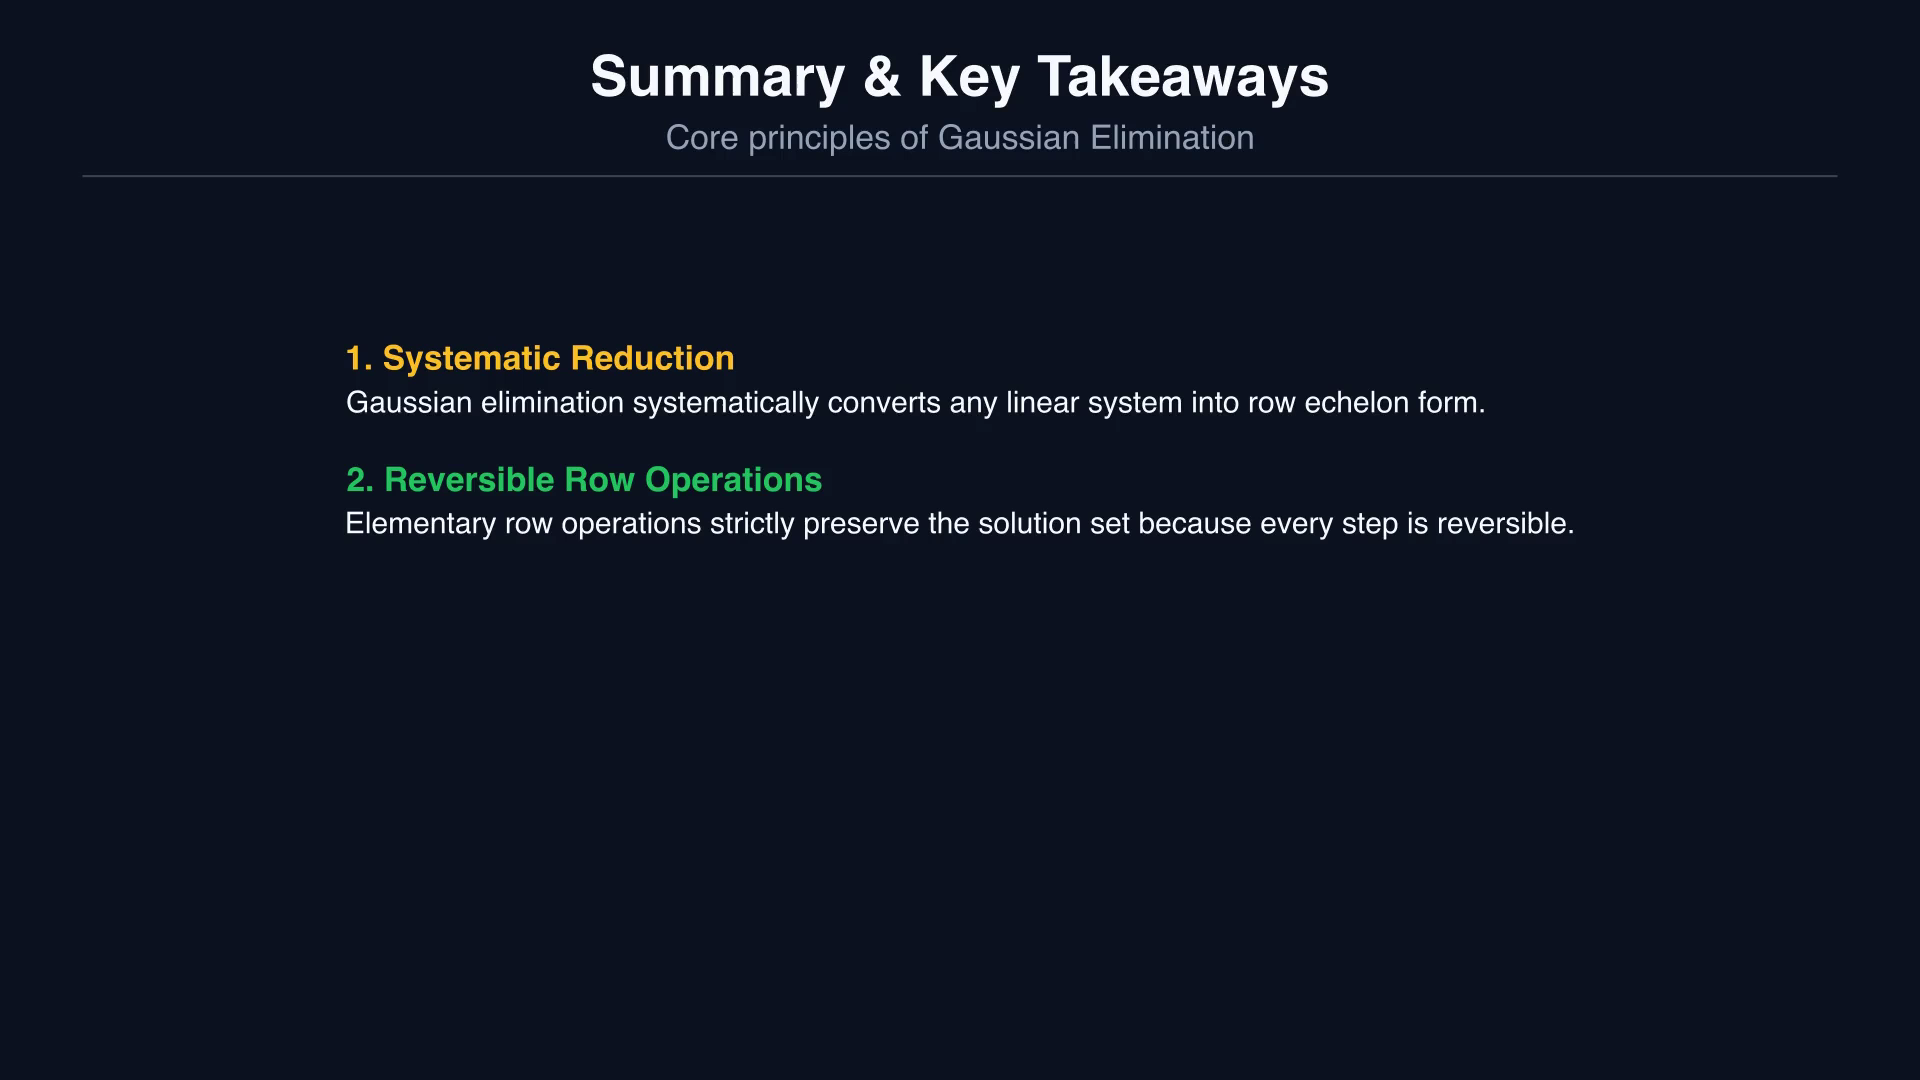 Summary & Key Takeaways
Core principles of Gaussian Elimination
1. Systematic Reduction
Gaussian elimination systematically converts any linear system into row echelon form.
2. Reversible Row Operations
Elementary row operations strictly preserve the solution set because every step is reversible.